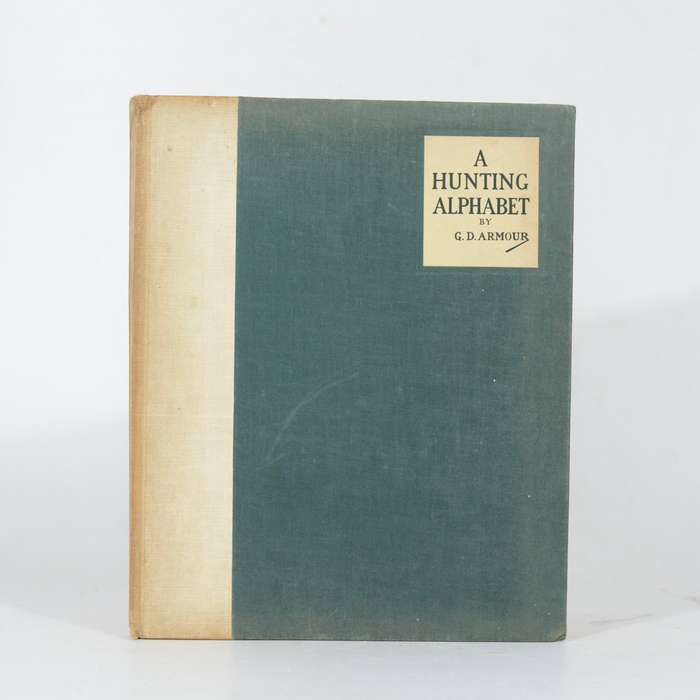 A
HUNTING
ALPHABET
BY
G. D. ARMOUR